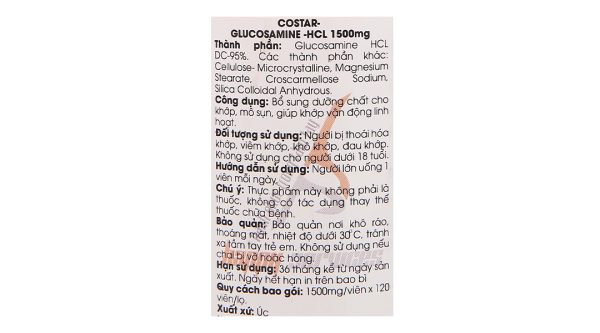 COSTAR-
GLUCOSAMINE -HCL 1500mg
Thành phần: Glucosamine HCL
DC-95%. Các thành phần khác:
Cellulose- Microcrystalline, Magnesium
Stearate, Croscarmellose Sodium,
Silica Colloidal Anhydrous.
Công dụng: Bổ sung dưỡng chất cho
khớp, mô sụn, giúp khớp vận động linh
hoạt.
Đối tượng sử dụng: Người bị thoái hóa
khớp, viêm khớp, khô khớp, đau khớp.
Không sử dụng cho người dưới 18 tuổi.
Hướng dẫn sử dụng: Người lớn uống 1
viên mỗi ngày.
Chú ý: Thực phẩm này không phải là
thuốc, không có tác dụng thay thế
thuốc chữa bệnh.
Bảo quản: Bảo quản nơi khô ráo,
thoáng mát, nhiệt độ dưới 30°C, tránh
xa tầm tay trẻ em. Không sử dụng nếu
chai bị vỡ hoặc hỏng.
Hạn sử dụng: 36 tháng kể từ ngày sản
xuất. Ngày hết hạn in trên bao bì
Quy cách bao gói: 1500mg/viên x 120
viên/lọ.
Xuất xứ: Úc